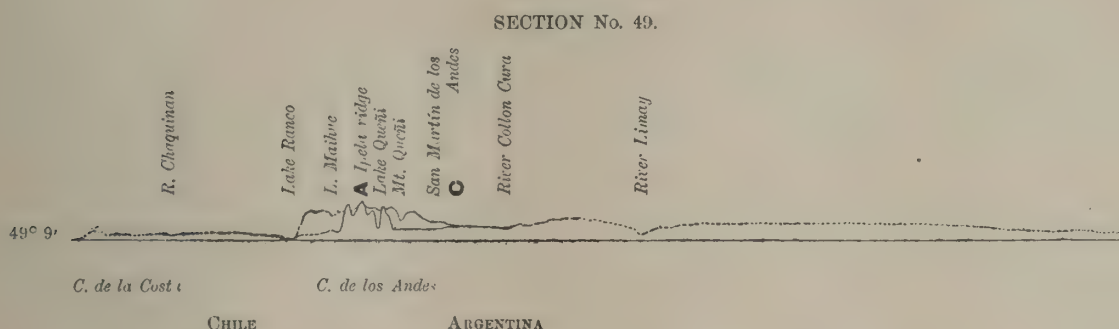 SECTION No. 49.
R. Chaquinan
Lake Ranco
L. Maihue
A Ipela ridge
Lake Queñi
Mt. Queñi
San Martín de los
Andes
C
River Collon Cura
River Limay
49° 9′
C. de la Costa
C. de los Andes
CHILE
ARGENTINA